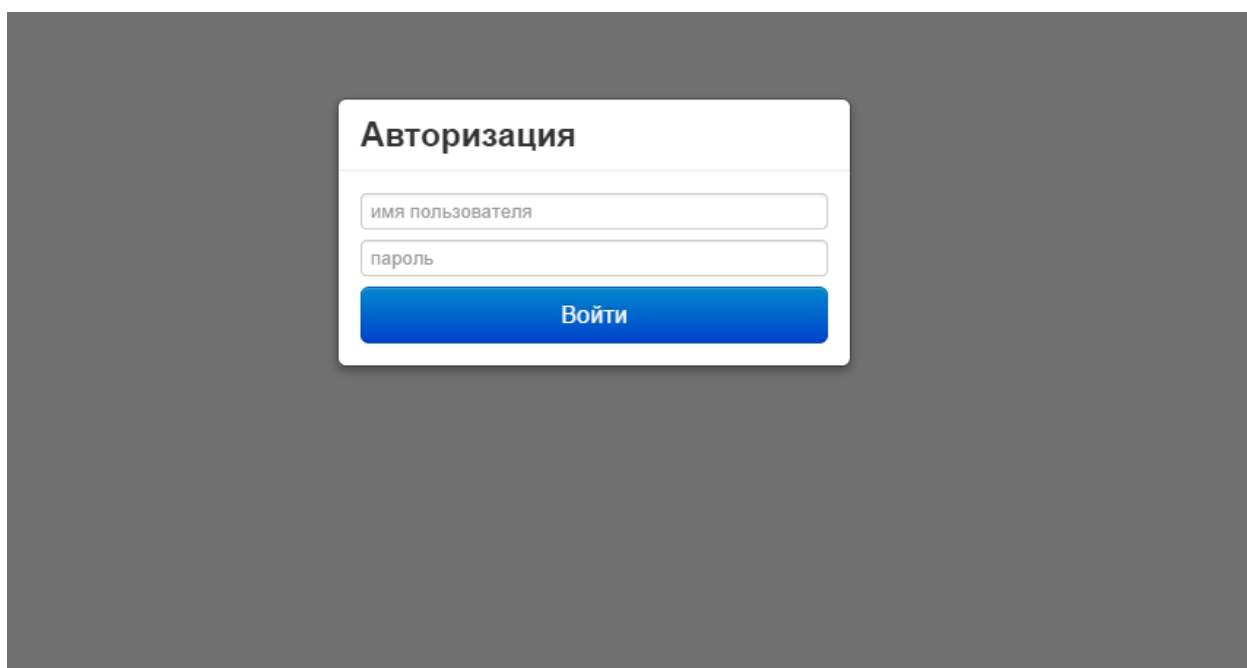 Авторизация
имя пользователя
пароль
Войти